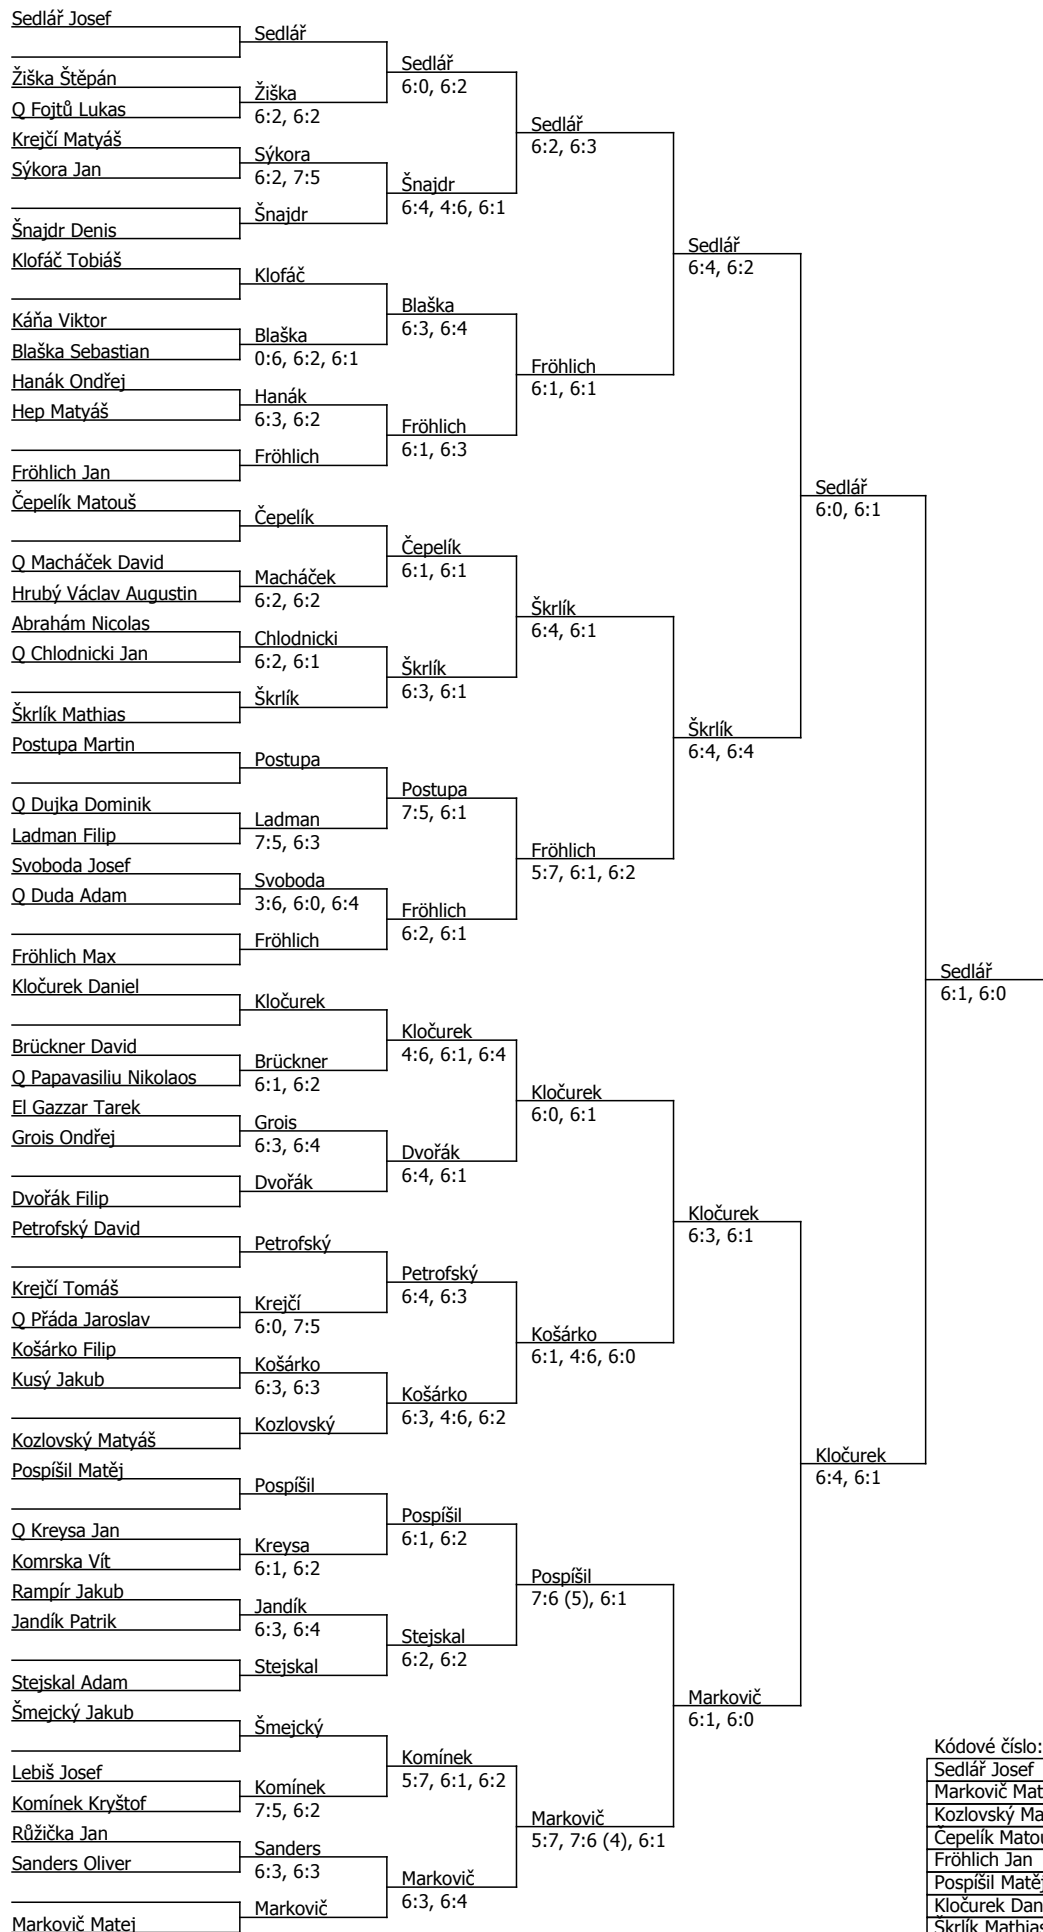 Sedlář Josef
Žiška Štěpán
Q Fojtů Lukas
Krejčí Matyáš
Sýkora Jan
Šnajdr Denis
Klofáč Tobiáš
Káňa Viktor
Blaška Sebastian
Hanák Ondřej
Hep Matyáš
Fröhlich Jan
Čepelík Matouš
Q Macháček David
Hrubý Václav Augustin
Abrahám Nicolas
Q Chlodnicki Jan
Škrlík Mathias
Postupa Martin
Q Dujka Dominik
Ladman Filip
Svoboda Josef
Q Duda Adam
Fröhlich Max
Kločurek Daniel
Brückner David
Q Papavasiliu Nikolaos
El Gazzar Tarek
Grois Ondřej
Dvořák Filip
Petrofský David
Krejčí Tomáš
Q Přáda Jaroslav
Košárko Filip
Kusý Jakub
Kozlovský Matyáš
Pospíšil Matěj
Q Kreysa Jan
Komrska Vít
Rampír Jakub
Jandík Patrik
Stejskal Adam
Šmejcký Jakub
Lebiš Josef
Komínek Kryštof
Růžička Jan
Sanders Oliver
Markovič Matej
Sedlář
Žiška
6:2, 6:2
Sýkora
6:2, 7:5
Šnajdr
Klofáč
Blaška
0:6, 6:2, 6:1
Hanák
6:3, 6:2
Fröhlich
Čepelík
Macháček
6:2, 6:2
Chlodnicki
6:2, 6:1
Škrlík
Postupa
Ladman
7:5, 6:3
Svoboda
3:6, 6:0, 6:4
Fröhlich
Kločurek
Brückner
6:1, 6:2
Grois
6:3, 6:4
Dvořák
Petrofský
Krejčí
6:0, 7:5
Košárko
6:3, 6:3
Kozlovský
Pospíšil
Kreysa
6:1, 6:2
Jandík
6:3, 6:4
Stejskal
Šmejcký
Komínek
7:5, 6:2
Sanders
6:3, 6:3
Markovič
Sedlář
6:0, 6:2
Šnajdr
6:4, 4:6, 6:1
Blaška
6:3, 6:4
Fröhlich
6:1, 6:3
Čepelík
6:1, 6:1
Škrlík
6:3, 6:1
Postupa
7:5, 6:1
Fröhlich
6:2, 6:1
Kločurek
4:6, 6:1, 6:4
Dvořák
6:4, 6:1
Petrofský
6:4, 6:3
Košárko
6:3, 4:6, 6:2
Pospíšil
6:1, 6:2
Stejskal
6:2, 6:2
Komínek
5:7, 6:1, 6:2
Markovič
6:3, 6:4
Sedlář
6:2, 6:3
Fröhlich
6:1, 6:1
Škrlík
6:4, 6:1
Fröhlich
5:7, 6:1, 6:2
Kločurek
6:0, 6:1
Košárko
6:1, 4:6, 6:0
Pospíšil
7:6 (5), 6:1
Markovič
5:7, 7:6 (4), 6:1
Sedlář
6:4, 6:2
Škrlík
6:4, 6:4
Kločurek
6:3, 6:1
Markovič
6:1, 6:0
Sedlář
6:0, 6:1
Kločurek
6:4, 6:1
Sedlář
6:1, 6:0
Kódové číslo:
Sedlář Josef
Markovič Mat
Kozlovský Ma
Čepelík Matou
Fröhlich Jan
Pospíšil Matěj
Kločurek Dan
Škrlík Mathias